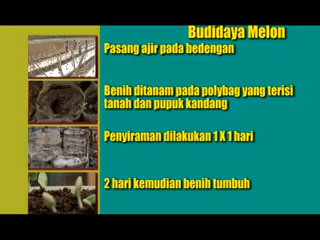 Budidaya Melon
Pasang ajir pada bedengan
Benih ditanam pada polybag yang terisi
tanah dan pupuk kandang
Penyiraman dilakukan 1 X 1 hari
2 hari kemudian benih tumbuh